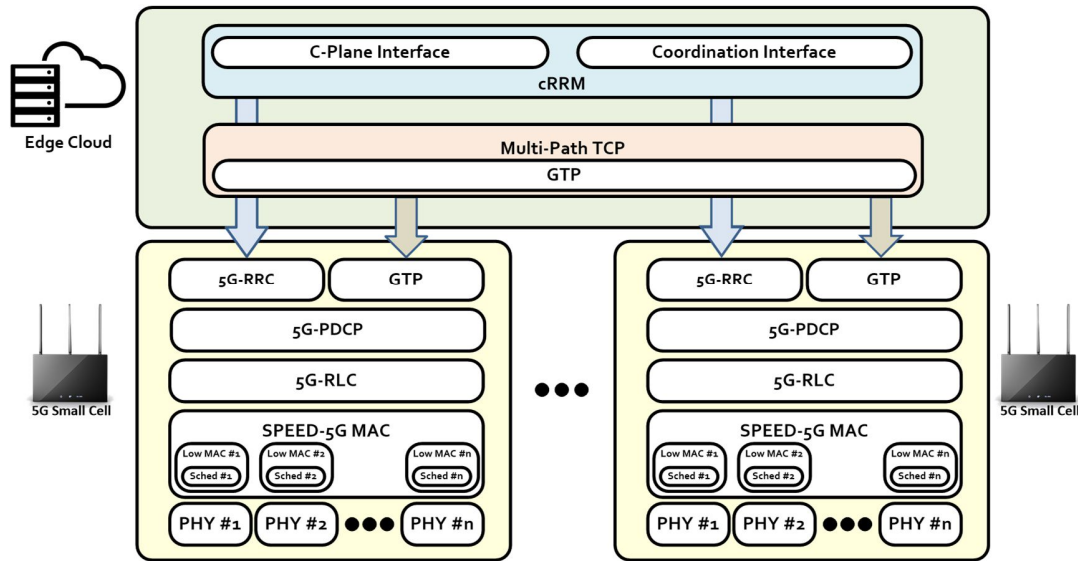 C-Plane Interface
Coordination Interface
cRRM
Edge Cloud
Multi-Path TCP
GTP
5G-RRC
GTP
5G-PDCP
5G-RLC
SPEED-5G MAC
Low MAC #1
Low MAC #2
Low MAC #n
Sched #1
Sched #2
Sched #n
PHY #1
PHY #2
PHY #n
5G Small Cell
5G-RRC
GTP
5G-PDCP
5G-RLC
SPEED-5G MAC
Low MAC #1
Low MAC #2
Low MAC #n
Sched #1
Sched #2
Sched #n
PHY #1
PHY #2
PHY #n
5G Small Cell